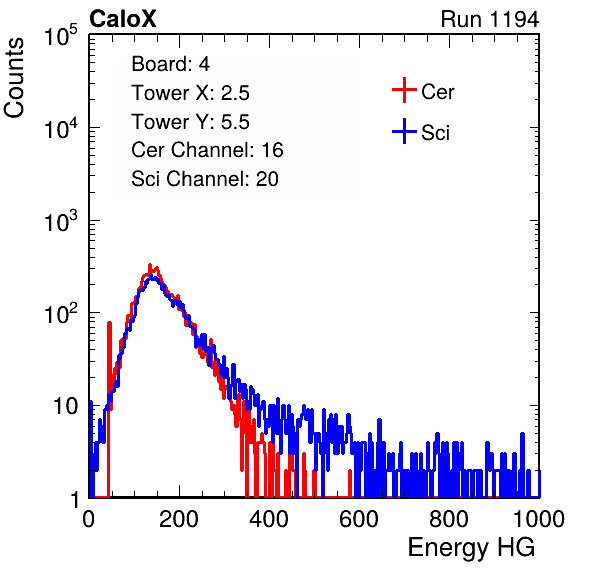 CaloX Run 1194
Counts
10^5
10^4
10^3
10^2
10
1
Board: 4
Tower X: 2.5
Tower Y: 5.5
Cer Channel: 16
Sci Channel: 20
Cer
Sci
0 200 400 600 800 1000
Energy HG